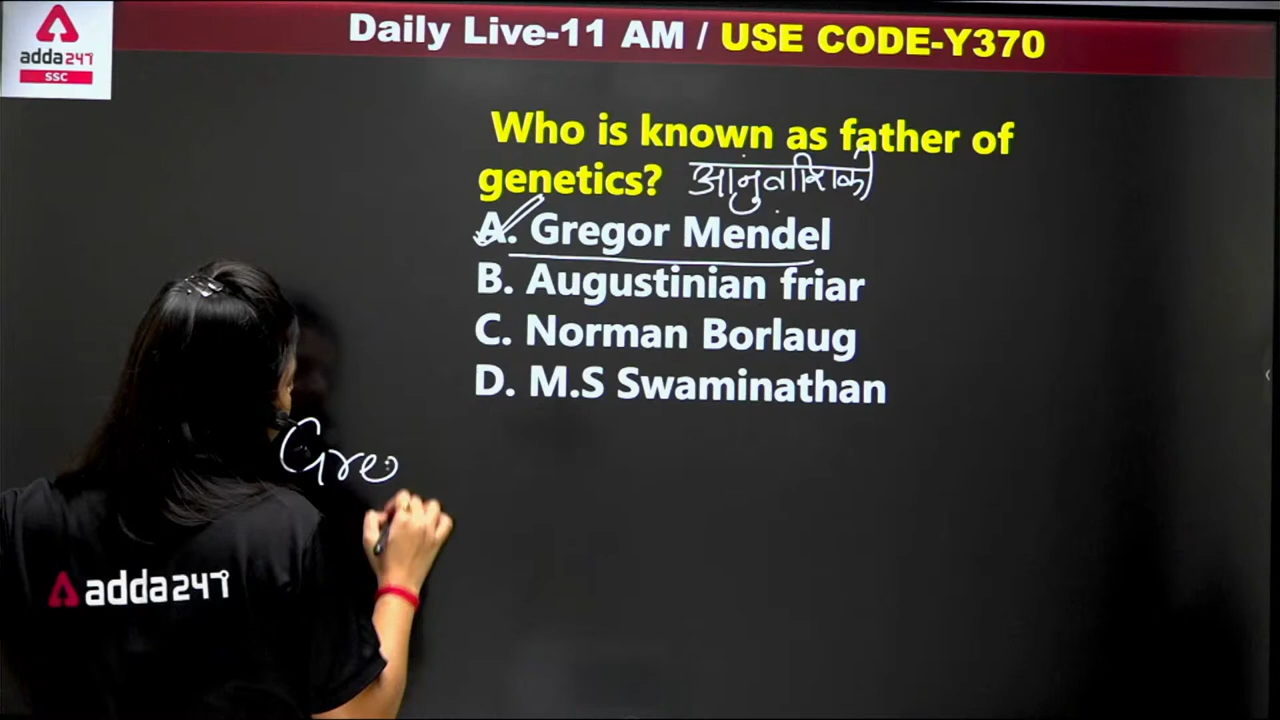 adda247
SSC
Daily Live-11 AM / USE CODE-Y370
Who is known as father of
genetics? आनुवांशिकी
A. Gregor Mendel
B. Augustinian friar
C. Norman Borlaug
D. M.S Swaminathan
Gre
adda247